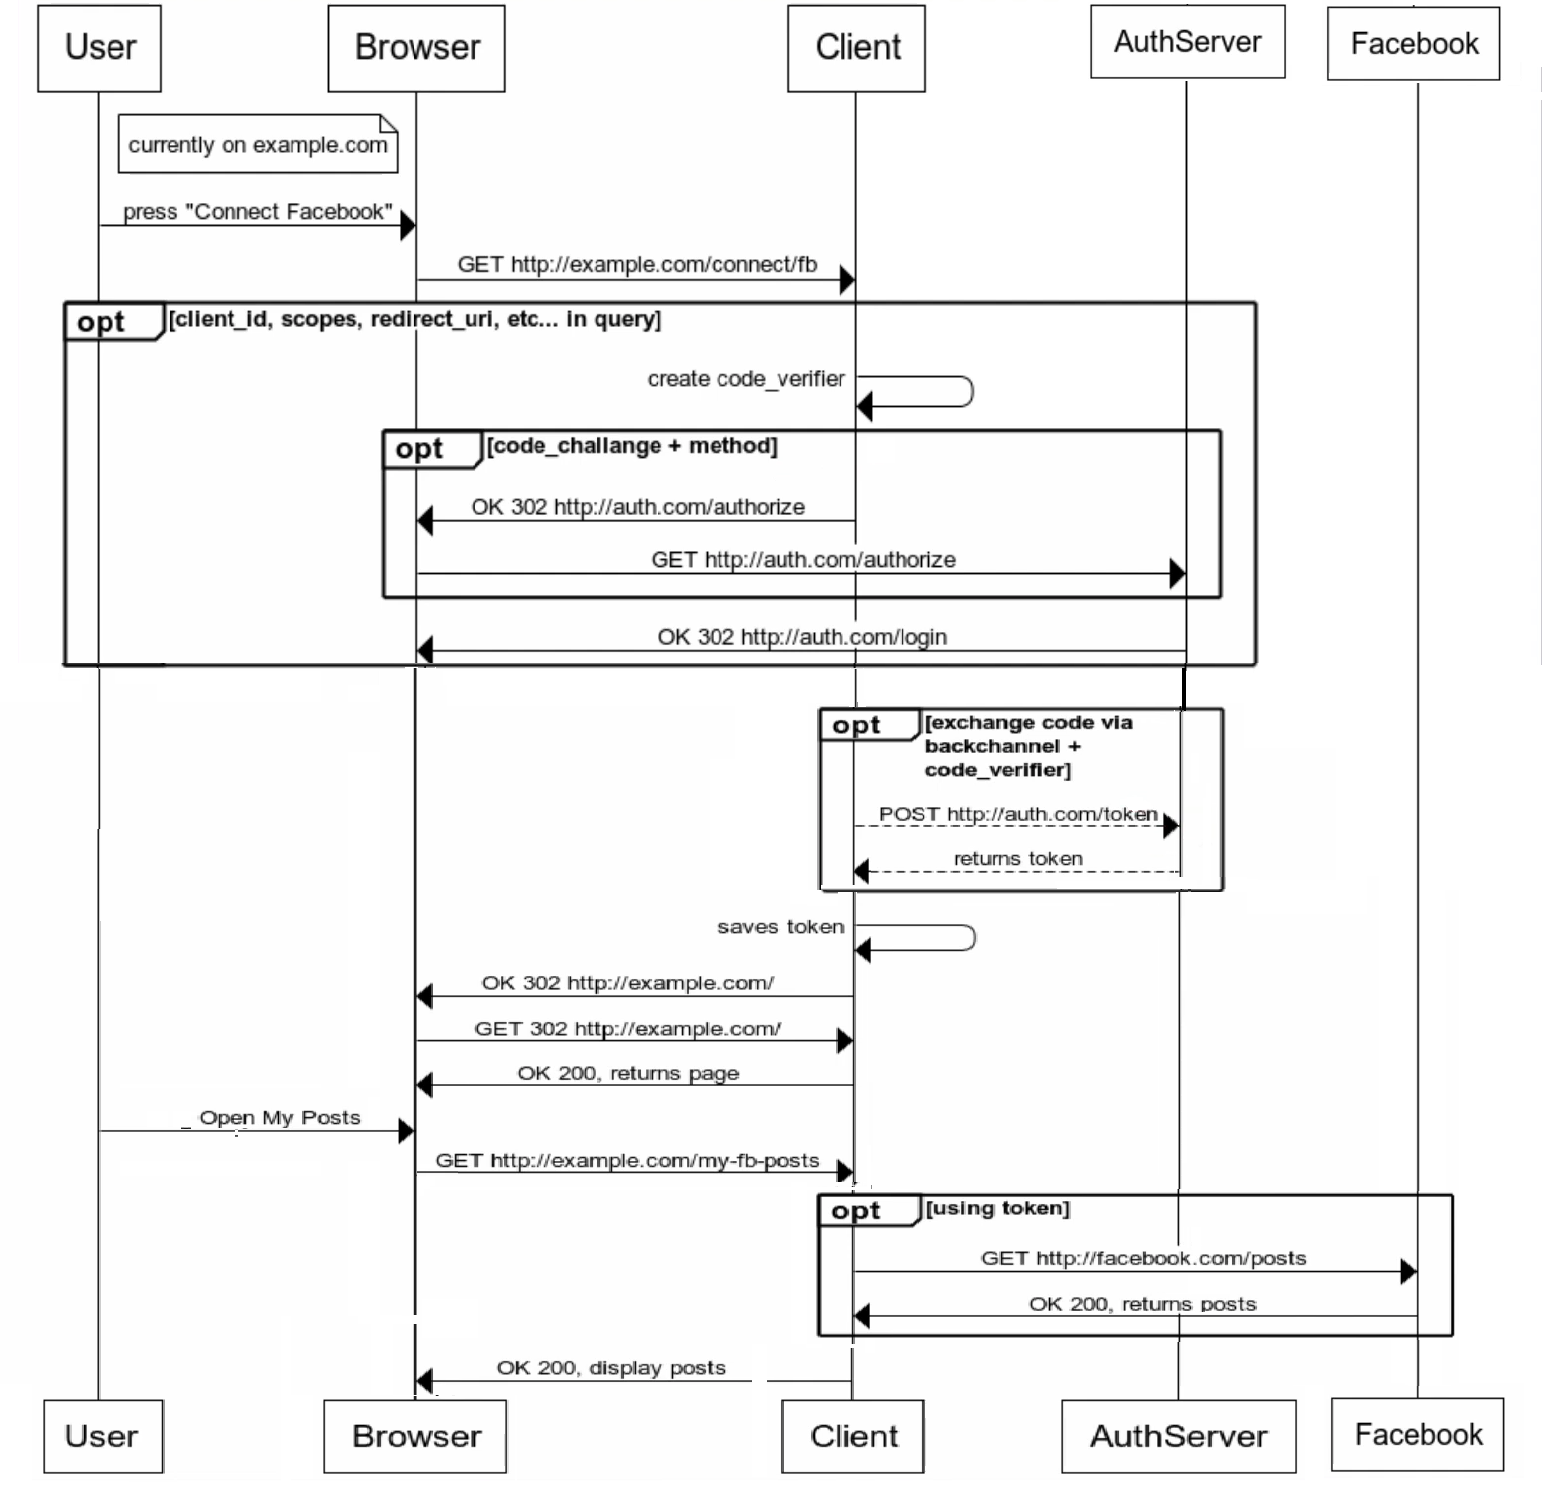 User
Browser
Client
AuthServer
Facebook
currently on example.com
press "Connect Facebook"
GET http://example.com/connect/fb
opt
[client_id, scopes, redirect_uri, etc... in query]
create code_verifier
opt
[code_challange + method]
OK 302 http://auth.com/authorize
GET http://auth.com/authorize
OK 302 http://auth.com/login
opt
[exchange code via
backchannel +
code_verifier]
POST http://auth.com/token
returns token
saves token
OK 302 http://example.com/
GET 302 http://example.com/
OK 200, returns page
Open My Posts
GET http://example.com/my-fb-posts
opt
[using token]
GET http://facebook.com/posts
OK 200, returns posts
OK 200, display posts
User
Browser
Client
AuthServer
Facebook